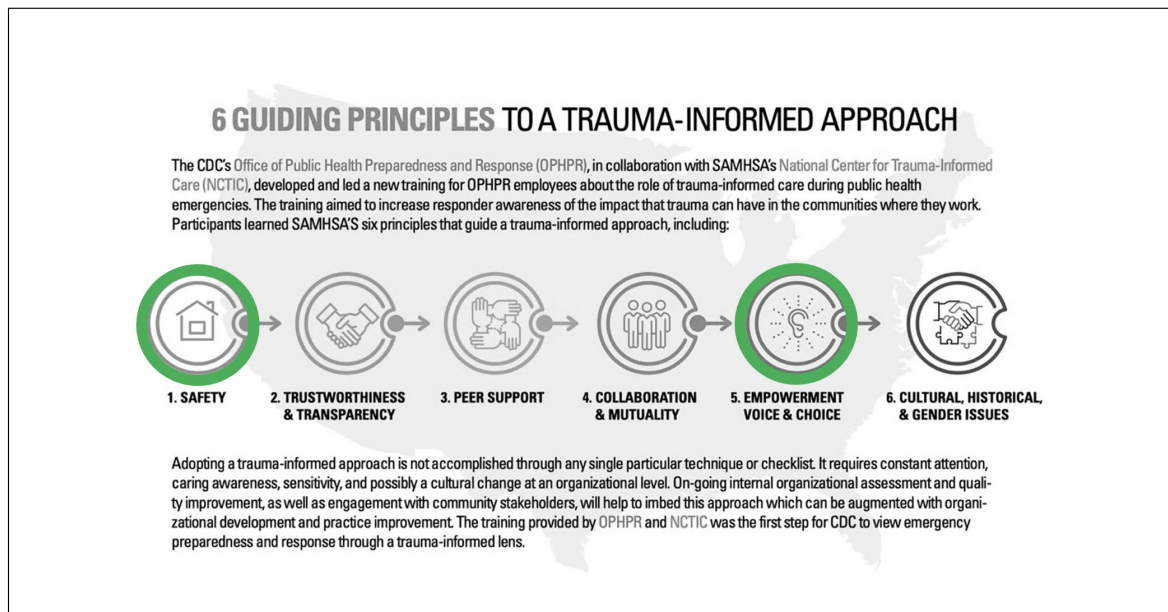 6 GUIDING PRINCIPLES TO A TRAUMA-INFORMED APPROACH
The CDC's Office of Public Health Preparedness and Response (OPHPR), in collaboration with SAMHSA's National Center for Trauma-Informed
Care (NCTIC), developed and led a new training for OPHPR employees about the role of trauma-informed care during public health
emergencies. The training aimed to increase responder awareness of the impact that trauma can have in the communities where they work.
Participants learned SAMHSA'S six principles that guide a trauma-informed approach, including:
1. SAFETY
2. TRUSTWORTHINESS
& TRANSPARENCY
3. PEER SUPPORT
4. COLLABORATION
& MUTUALITY
5. EMPOWERMENT
VOICE & CHOICE
6. CULTURAL, HISTORICAL,
& GENDER ISSUES
Adopting a trauma-informed approach is not accomplished through any single particular technique or checklist. It requires constant attention,
caring awareness, sensitivity, and possibly a cultural change at an organizational level. On-going internal organizational assessment and quali-
ty improvement, as well as engagement with community stakeholders, will help to imbed this approach which can be augmented with organi-
zational development and practice improvement. The training provided by OPHPR and NCTIC was the first step for CDC to view emergency
preparedness and response through a trauma-informed lens.